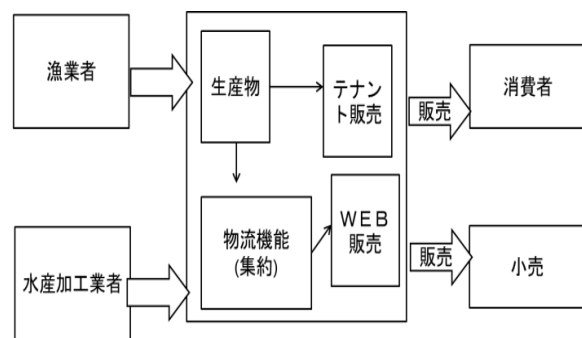 漁業者
生産物
テナン
ト販売
販売
消費者
水産加工業者
物流機能
(集約)
ＷＥＢ
販売
販売
小売